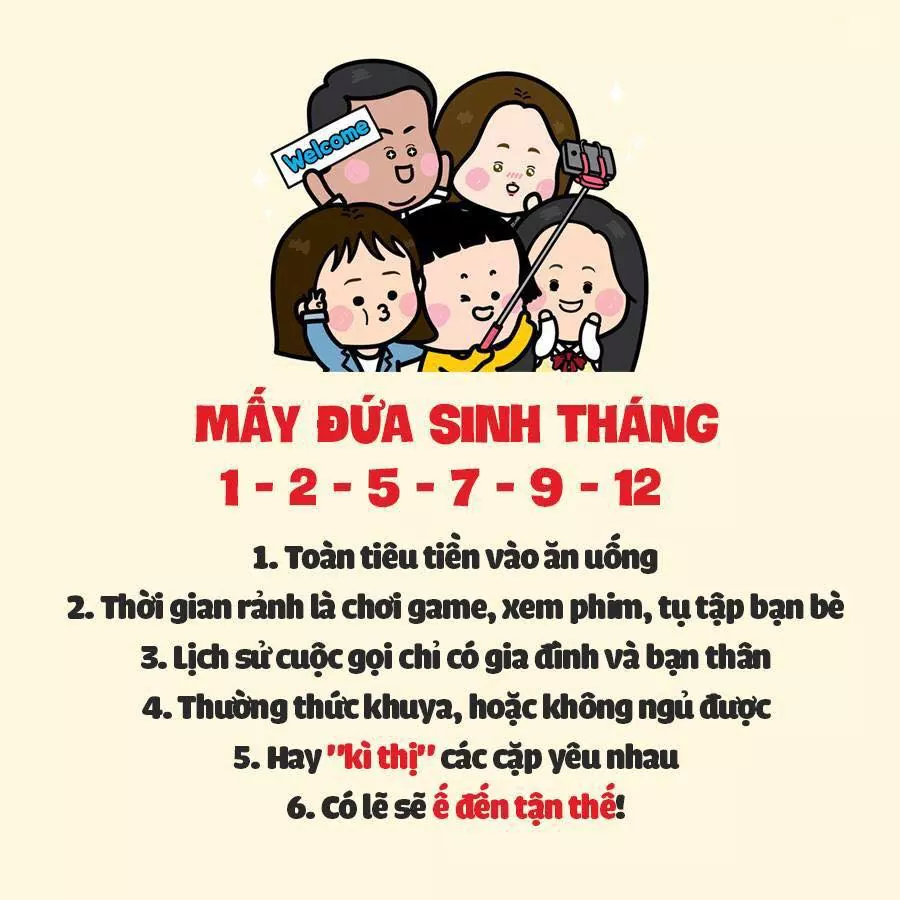 Welcome
MẤY ĐỨA SINH THÁNG
1 - 2 - 5 - 7 - 9 - 12
1. Toàn tiêu tiền vào ăn uống
2. Thời gian rảnh là chơi game, xem phim, tụ tập bạn bè
3. Lịch sử cuộc gọi chỉ có gia đình và bạn thân
4. Thường thức khuya, hoặc không ngủ được
5. Hay "kì thị" các cặp yêu nhau
6. Có lẽ sẽ ế đến tận thế!